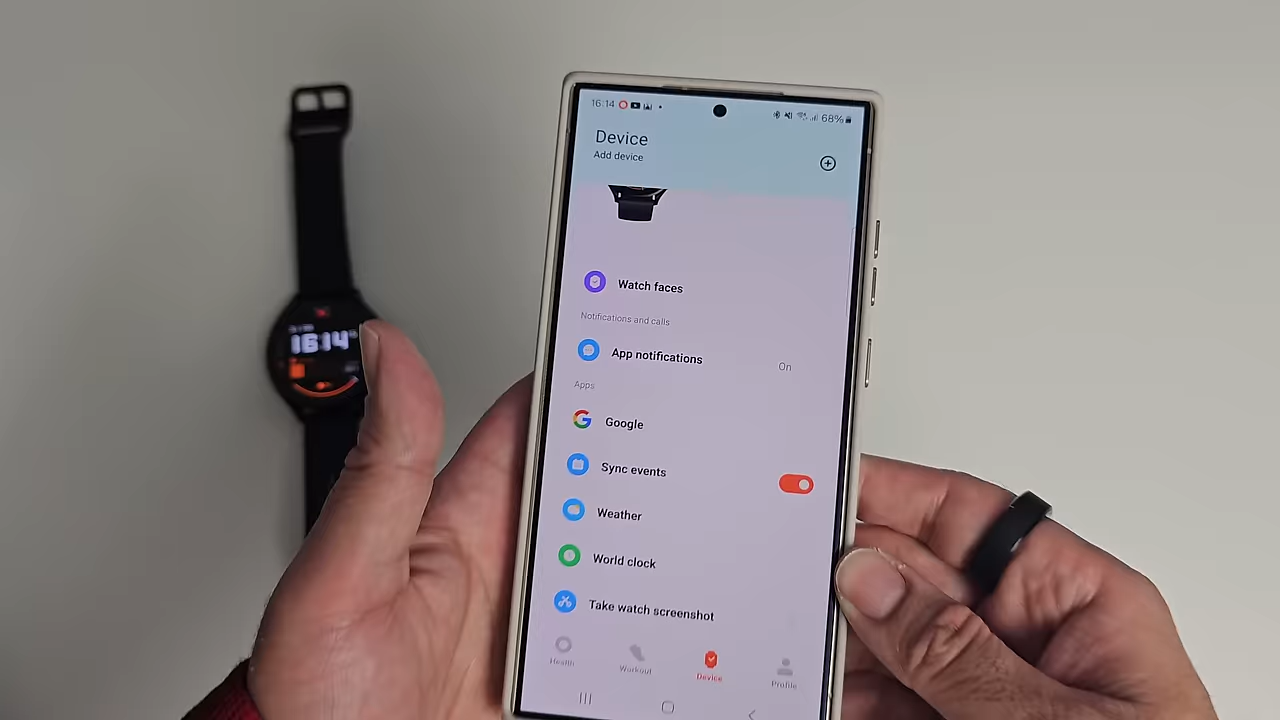 16:14
68%
Device
Add device
Watch faces
Notifications and calls
App notifications
On
Apps
Google
Sync events
Weather
World clock
Take watch screenshot
Health
Workout
Device
Profile
16:14